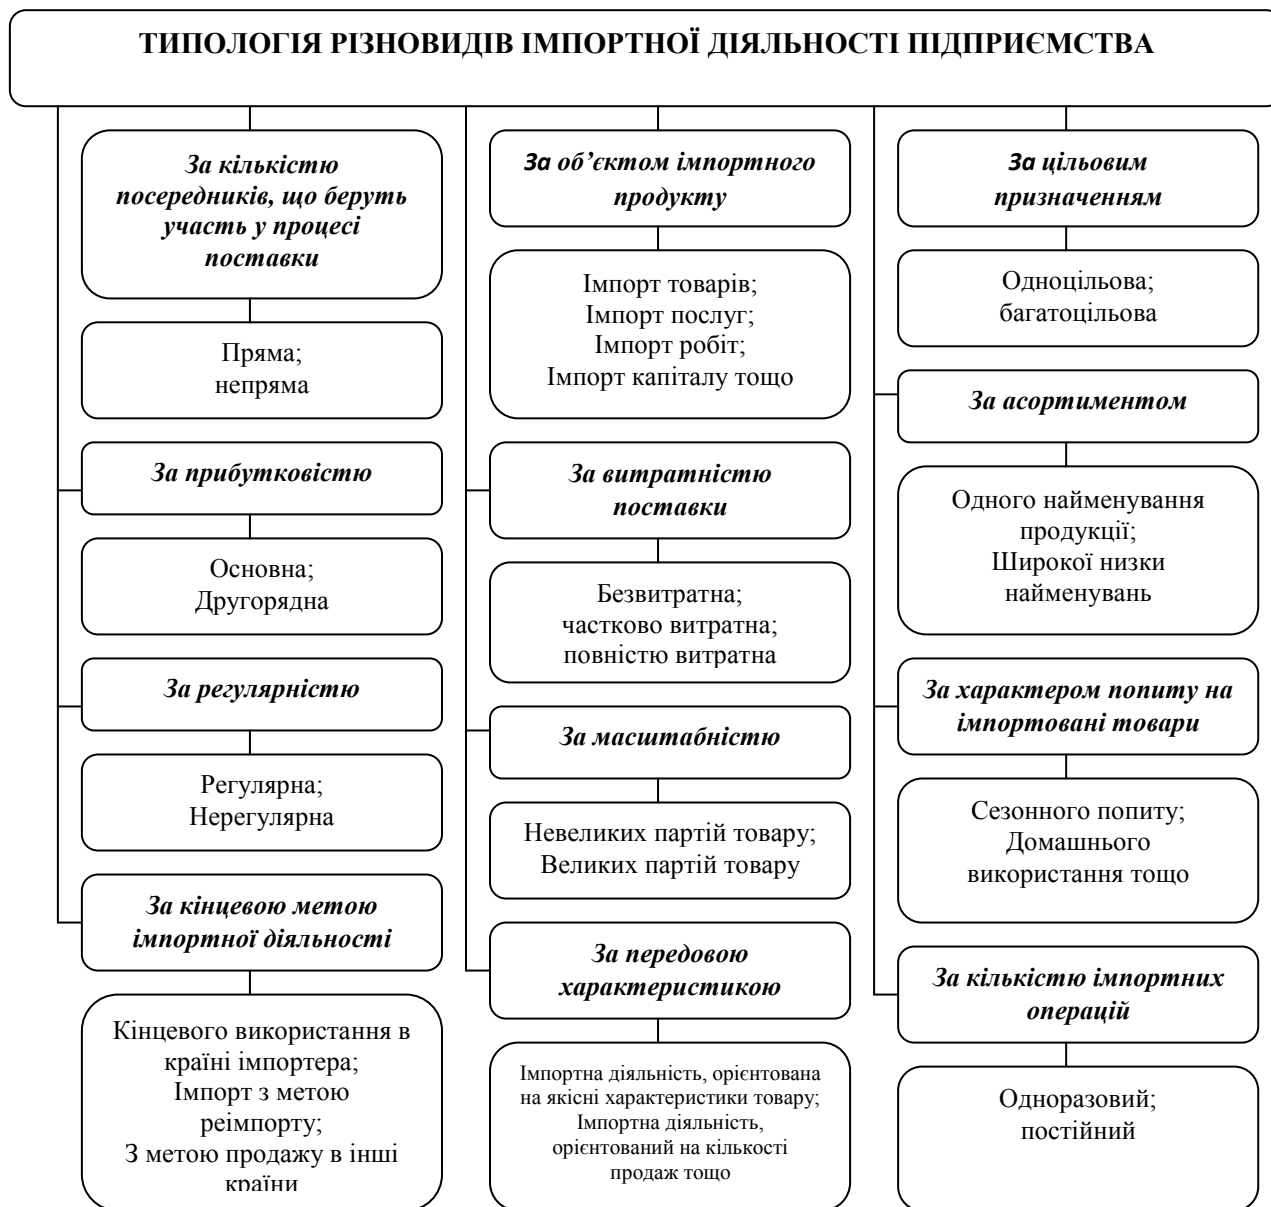 ТИПОЛОГІЯ РІЗНОВИДІВ ІМПОРТНОЇ ДІЯЛЬНОСТІ ПІДПРИЄМСТВА
За кількістю
посередників, що беруть
участь у процесі
поставки
Пряма;
непряма
За прибутковістю
Основна;
Другорядна
За регулярністю
Регулярна;
Нерегулярна
За кінцевою метою
імпортної діяльності
Кінцевого використання в
країні імпортера;
Імпорт з метою
реімпорту;
З метою продажу в інші
країни
За об’єктом імпортного
продукту
Імпорт товарів;
Імпорт послуг;
Імпорт робіт;
Імпорт капіталу тощо
За витратністю
поставки
Безвитратна;
частково витратна;
повністю витратна
За масштабністю
Невеликих партій товару;
Великих партій товару
За передовою
характеристикою
Імпортна діяльність, орієнтована
на якісні характеристики товару;
Імпортна діяльність,
орієнтований на кількості
продаж тощо
За цільовим
призначенням
Одноцільова;
багатоцільова
За асортиментом
Одного найменування
продукції;
Широкої низки
найменувань
За характером попиту на
імпортовані товари
Сезонного попиту;
Домашнього
використання тощо
За кількістю імпортних
операцій
Одноразовий;
постійний